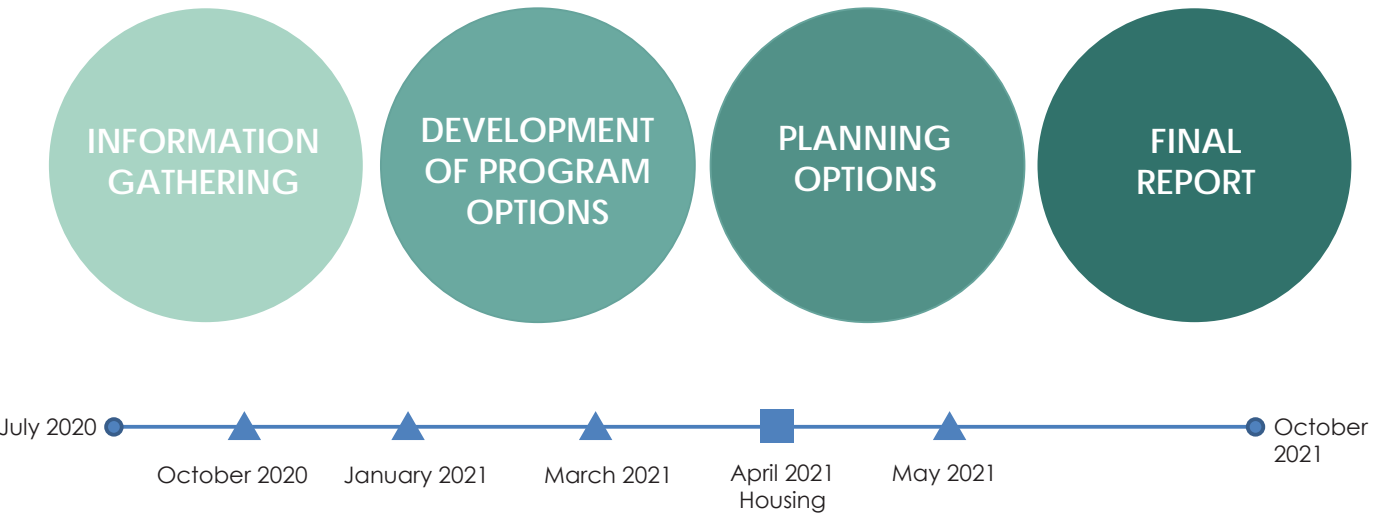 INFORMATION
GATHERING
DEVELOPMENT
OF PROGRAM
OPTIONS
PLANNING
OPTIONS
FINAL
REPORT
July 2020
October 2020
January 2021
March 2021
April 2021
Housing
May 2021
October
2021